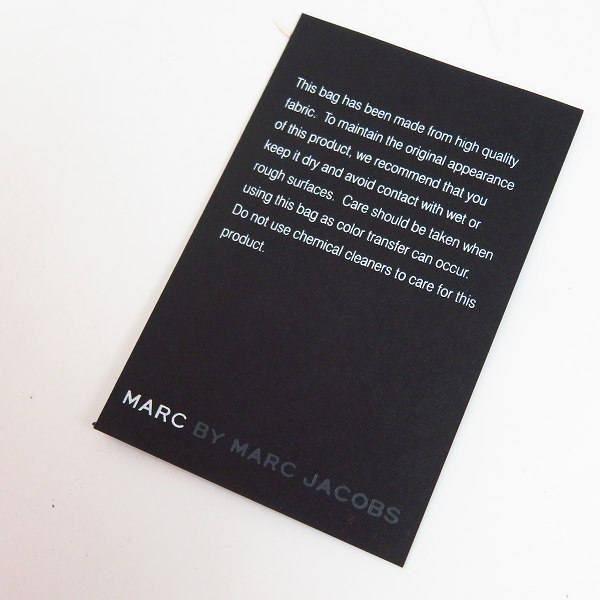 This bag has been made from high quality
fabric. To maintain the original appearance
of this product, we recommend that you
keep it dry and avoid contact with wet or
rough surfaces. Care should be taken when
using this bag as color transfer can occur.
Do not use chemical cleaners to care for this
product.
MARC BY MARC JACOBS